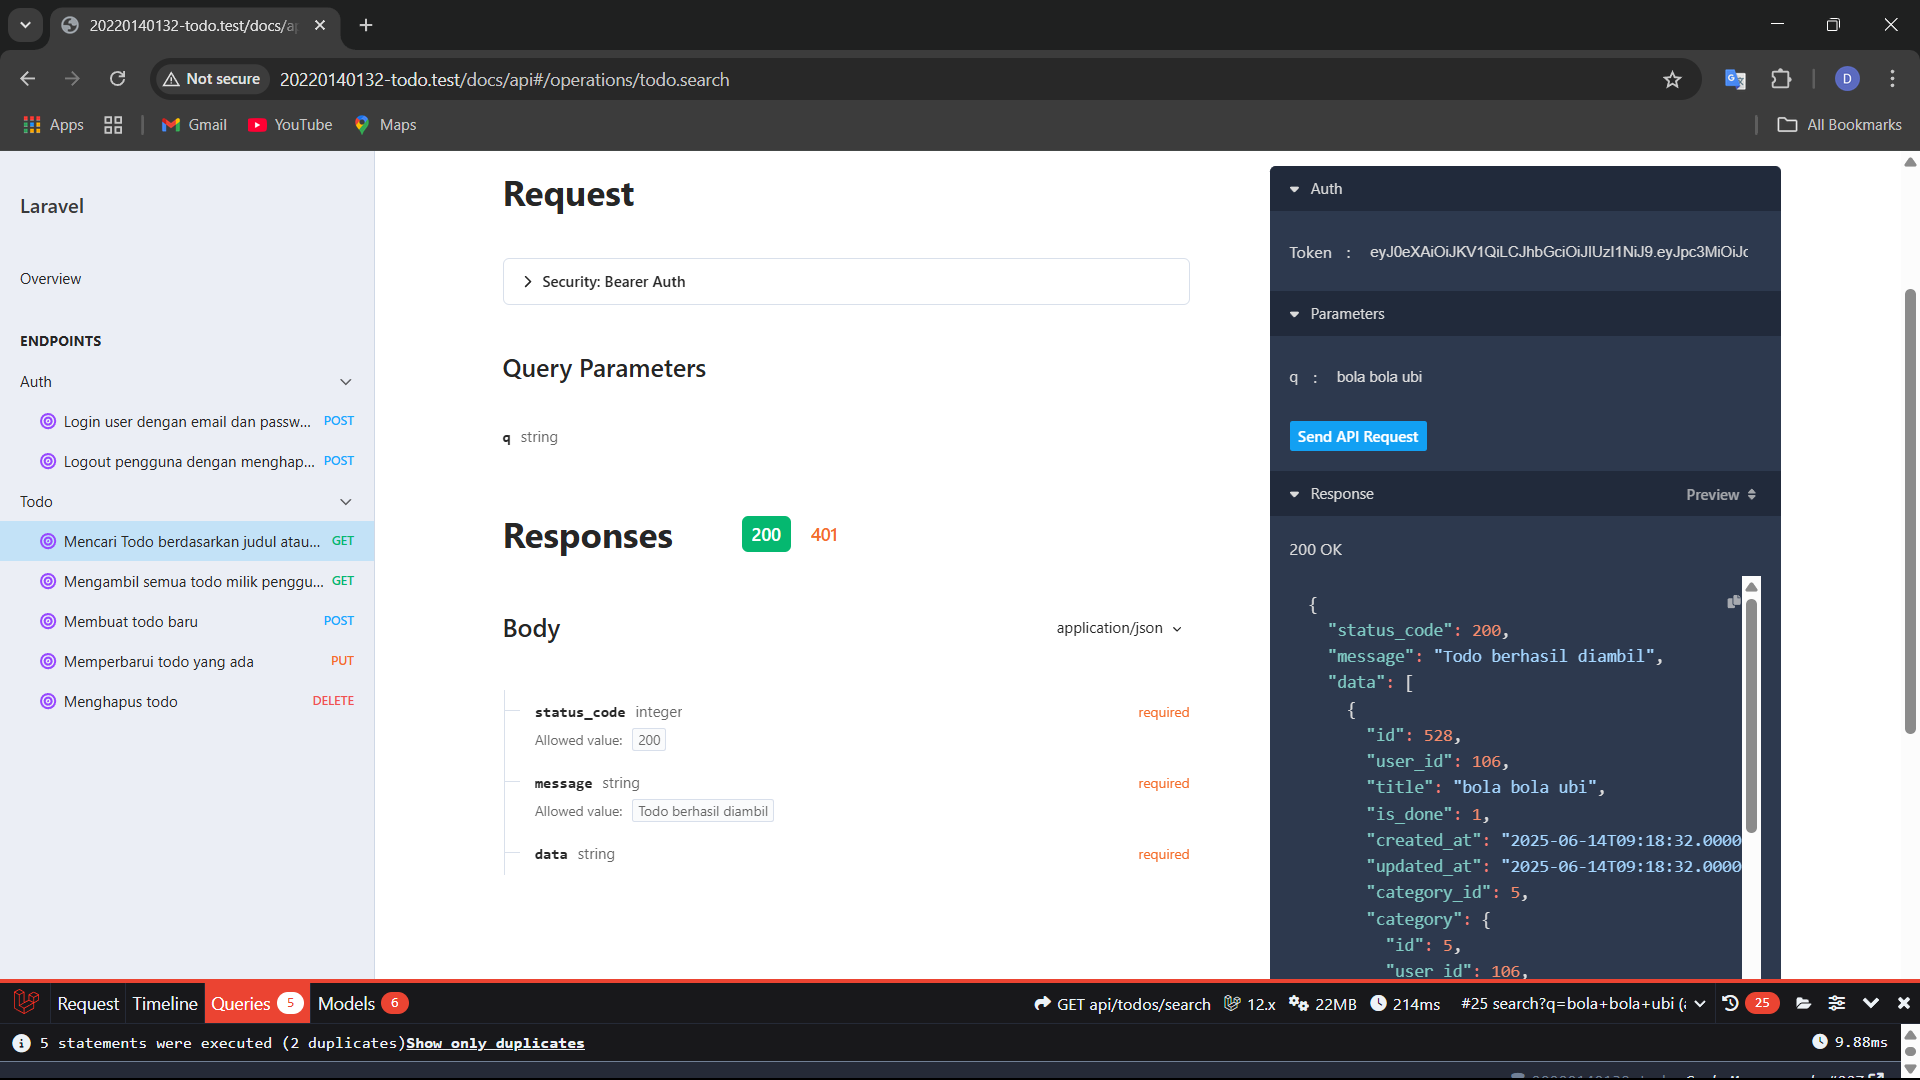 20220140132-todo.test/docs/ap
Not secure
20220140132-todo.test/docs/api#/operations/todo.search
D
Apps
Gmail
YouTube
Maps
All Bookmarks
Laravel
Overview
ENDPOINTS
Auth
Login user dengan email dan passw... POST
Logout pengguna dengan menghap... POST
Todo
Mencari Todo berdasarkan judul atau... GET
Mengambil semua todo milik penggu... GET
Membuat todo baru POST
Memperbarui todo yang ada PUT
Menghapus todo DELETE
Request
Security: Bearer Auth
Query Parameters
q string
Responses 200 401
Body application/json
status_code integer required
Allowed value: 200
message string required
Allowed value: Todo berhasil diambil
data string required
Auth
Token : eyJ0eXAiOiJKV1QiLCJhbGciOiJIUzI1NiJ9.eyJpc3MiOiJc
Parameters
q : bola bola ubi
Send API Request
Response Preview
200 OK
{
"status_code": 200,
"message": "Todo berhasil diambil",
"data": [
{
"id": 528,
"user_id": 106,
"title": "bola bola ubi",
"is_done": 1,
"created_at": "2025-06-14T09:18:32.0000
"updated_at": "2025-06-14T09:18:32.0000
"category_id": 5,
"category": {
"id": 5,
"user_id": 106,
Request Timeline Queries 5 Models 6 GET api/todos/search 12.x 22MB 214ms #25 search?q=bola+bola+ubi 25
5 statements were executed (2 duplicates)Show only duplicates 9.88ms